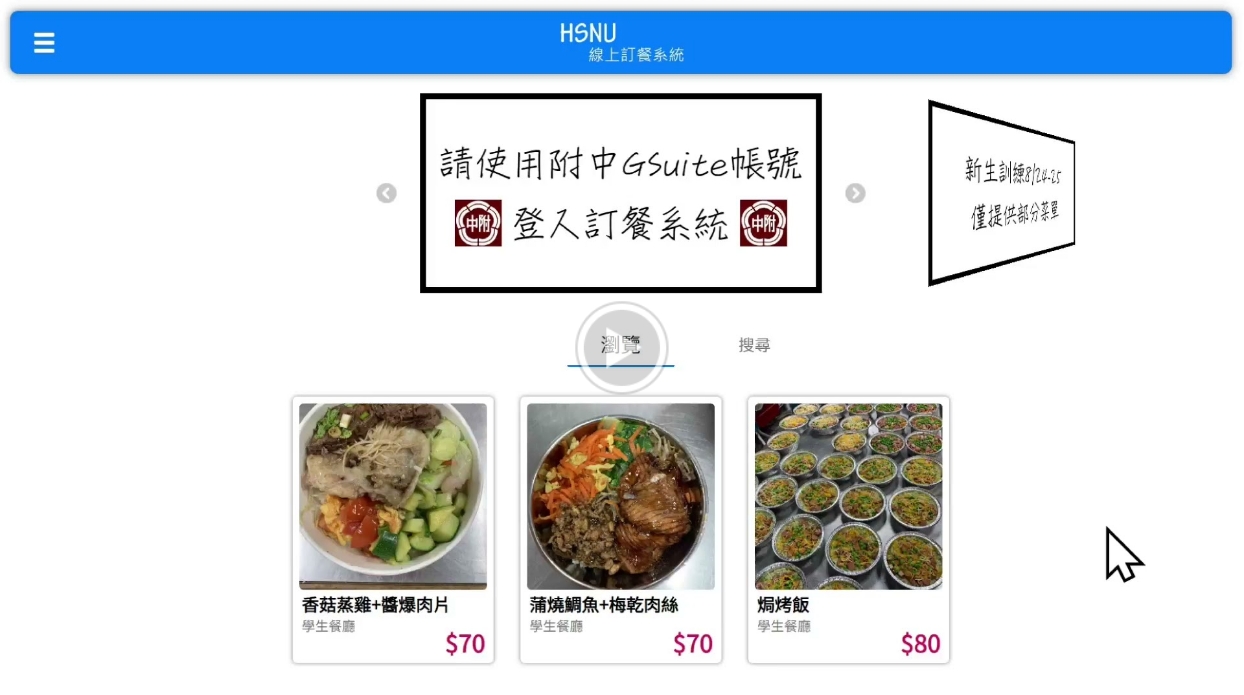 HSNU
線上訂餐系統
請使用附中GSuite帳號
中附 登入訂餐系統 中附
新生訓練8/24-25
僅提供部分菜單
瀏覽
搜尋
香菇蒸雞+醬爆肉片
學生餐廳
$70
蒲燒鯛魚+梅乾肉絲
學生餐廳
$70
焗烤飯
學生餐廳
$80